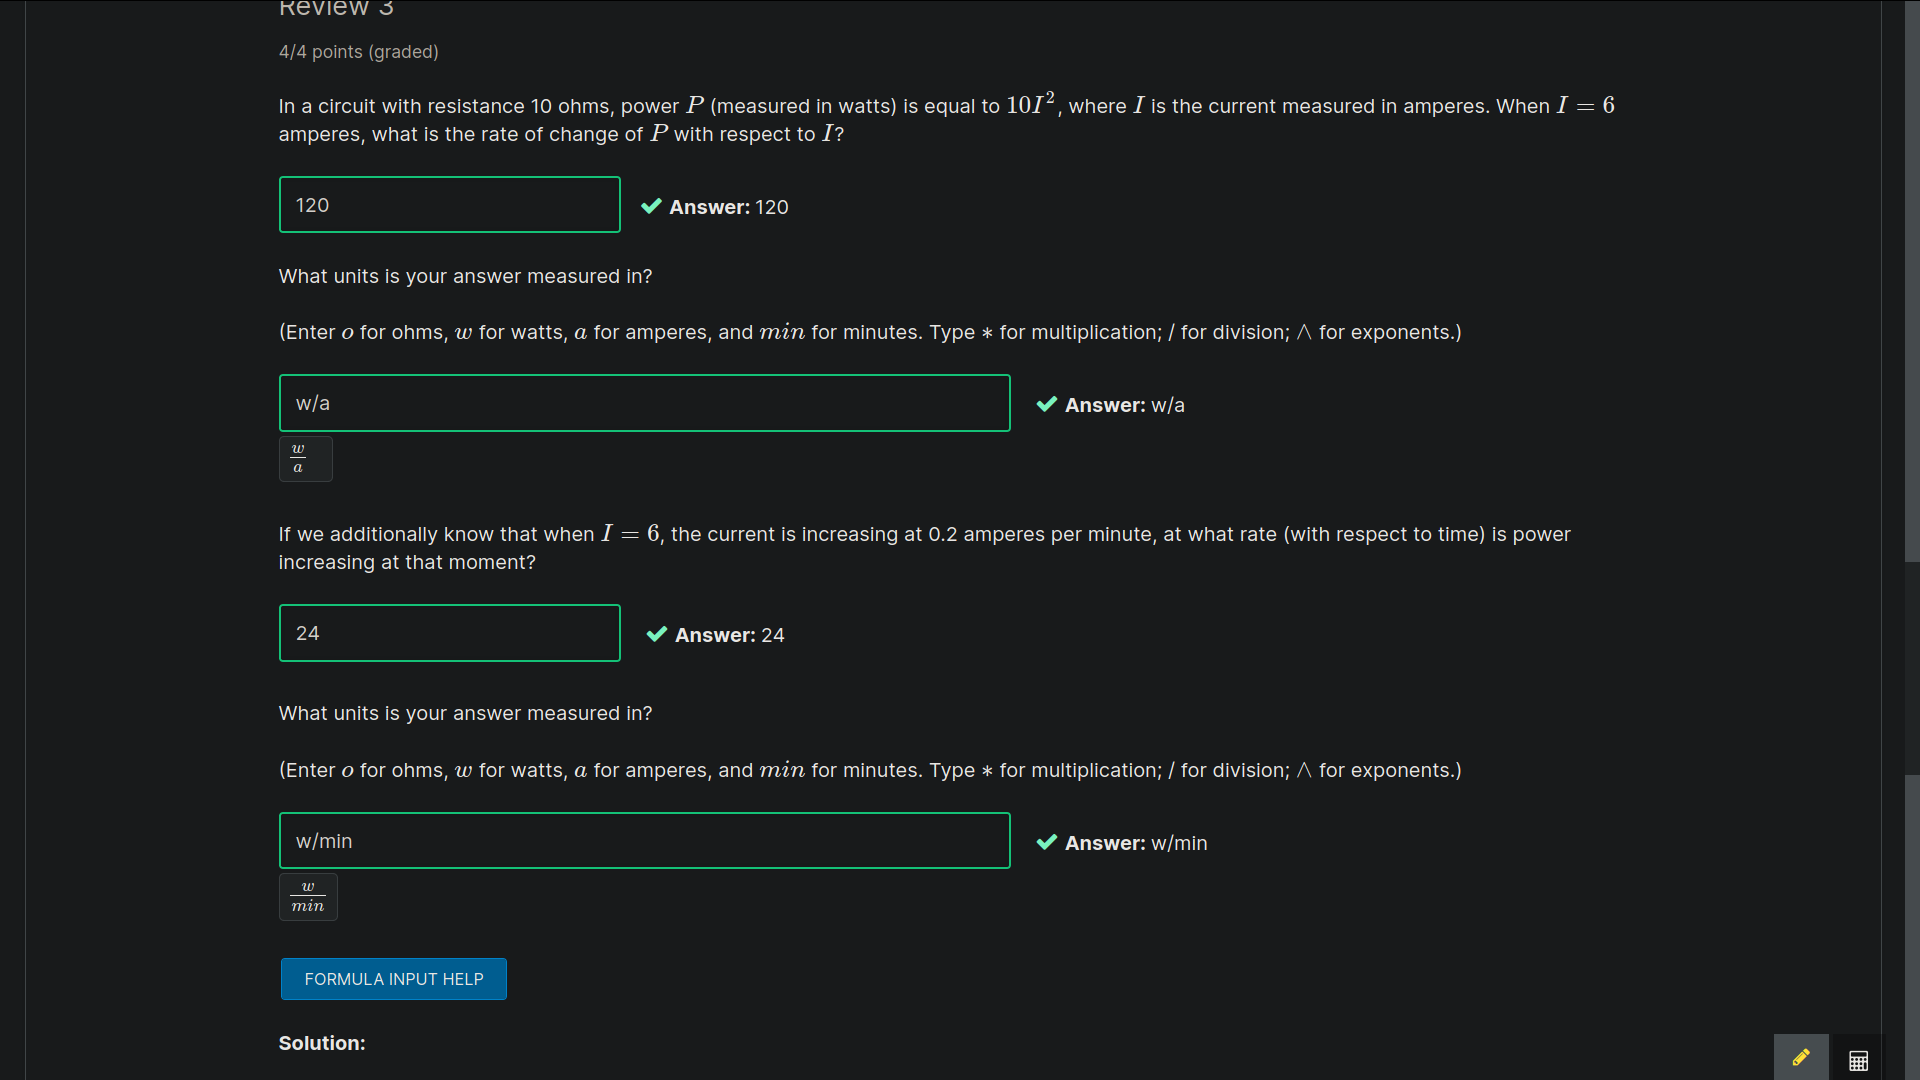 Review 3
4/4 points (graded)
In a circuit with resistance 10 ohms, power P (measured in watts) is equal to 10I², where I is the current measured in amperes. When I = 6
amperes, what is the rate of change of P with respect to I?
120
Answer: 120
What units is your answer measured in?
(Enter o for ohms, w for watts, a for amperes, and min for minutes. Type * for multiplication; / for division; ∧ for exponents.)
w/a
Answer: w/a
w
a
If we additionally know that when I = 6, the current is increasing at 0.2 amperes per minute, at what rate (with respect to time) is power
increasing at that moment?
24
Answer: 24
What units is your answer measured in?
(Enter o for ohms, w for watts, a for amperes, and min for minutes. Type * for multiplication; / for division; ∧ for exponents.)
w/min
Answer: w/min
w
min
FORMULA INPUT HELP
Solution: